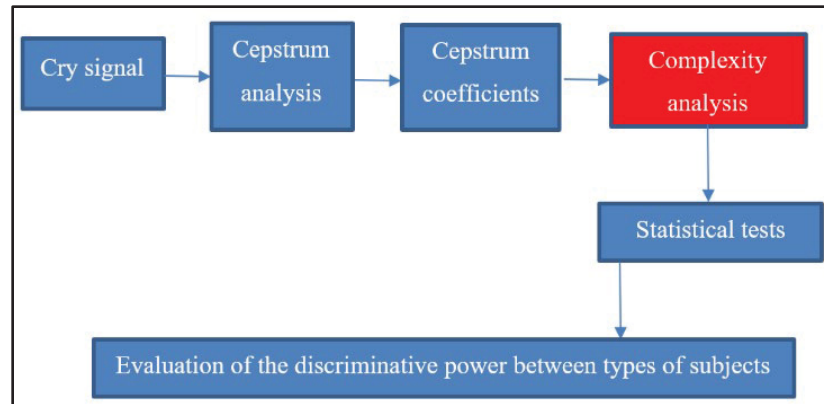 Cry signal
Cepstrum
analysis
Cepstrum
coefficients
Complexity
analysis
Statistical tests
Evaluation of the discriminative power between types of subjects